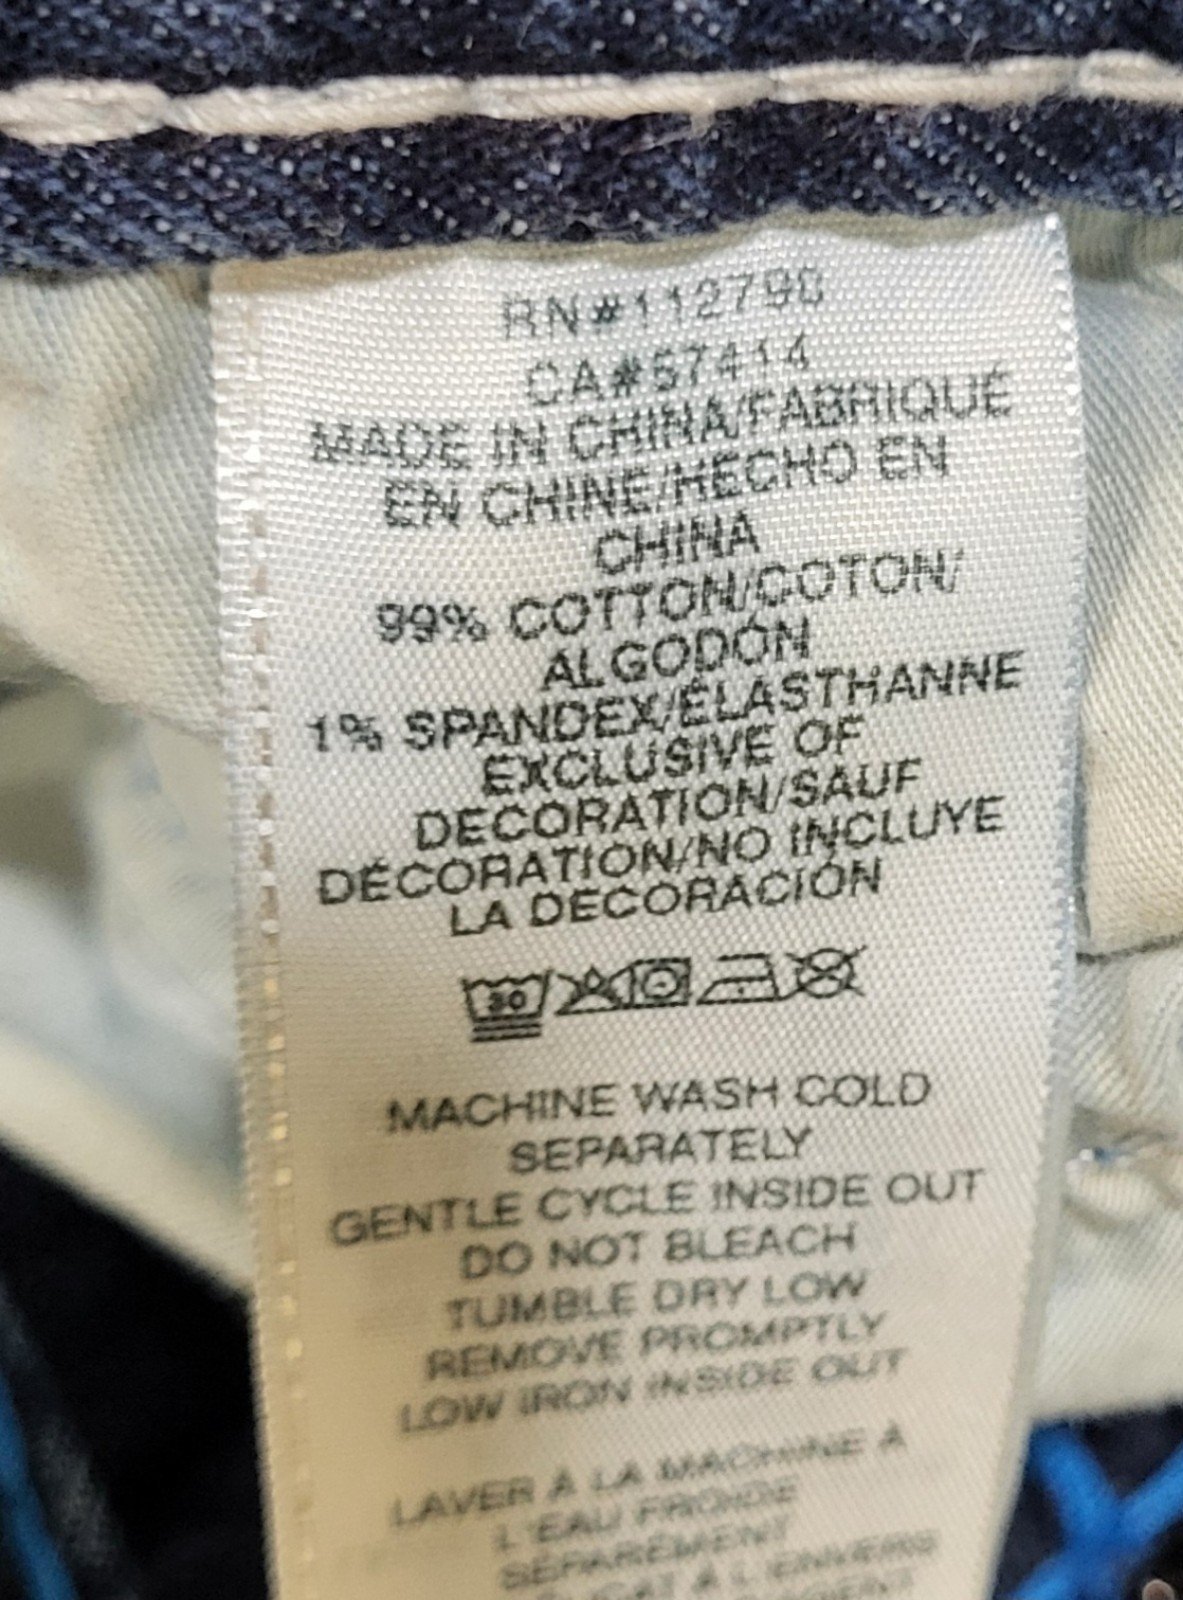 RN#112790
CA#57414
MADE IN CHINA/FABRIQUÉ
EN CHINE/HECHO EN
CHINA
99% COTTON/COTON/
ALGODÓN
1% SPANDEX/ÉLASTHANNE
EXCLUSIVE OF
DECORATION/SAUF
DÉCORATION/NO INCLUYE
LA DECORACIÓN
30
MACHINE WASH COLD
SEPARATELY
GENTLE CYCLE INSIDE OUT
DO NOT BLEACH
TUMBLE DRY LOW
REMOVE PROMPTLY
LOW IRON INSIDE OUT
LAVER À LA MACHINE À
L'EAU FROIDE
SÉPARÉMENT
À L'ENVERS